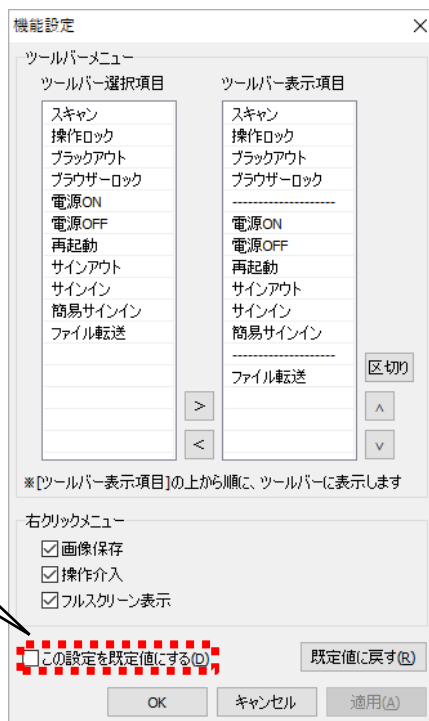 機能設定
ツールバーメニュー
ツールバー選択項目
スキャン
操作ロック
ブラックアウト
ブラウザーロック
電源ON
電源OFF
再起動
サインアウト
サインイン
簡易サインイン
ファイル転送
>
<
ツールバー表示項目
スキャン
操作ロック
ブラックアウト
ブラウザーロック
--------------------
電源ON
電源OFF
再起動
サインアウト
サインイン
簡易サインイン
--------------------
ファイル転送
区切り
∧
∨
※[ツールバー表示項目]の上から順に、ツールバーに表示します
右クリックメニュー
画像保存
操作介入
フルスクリーン表示
この設定を既定値にする(D)
既定値に戻す(R)
OK
キャンセル
適用(A)